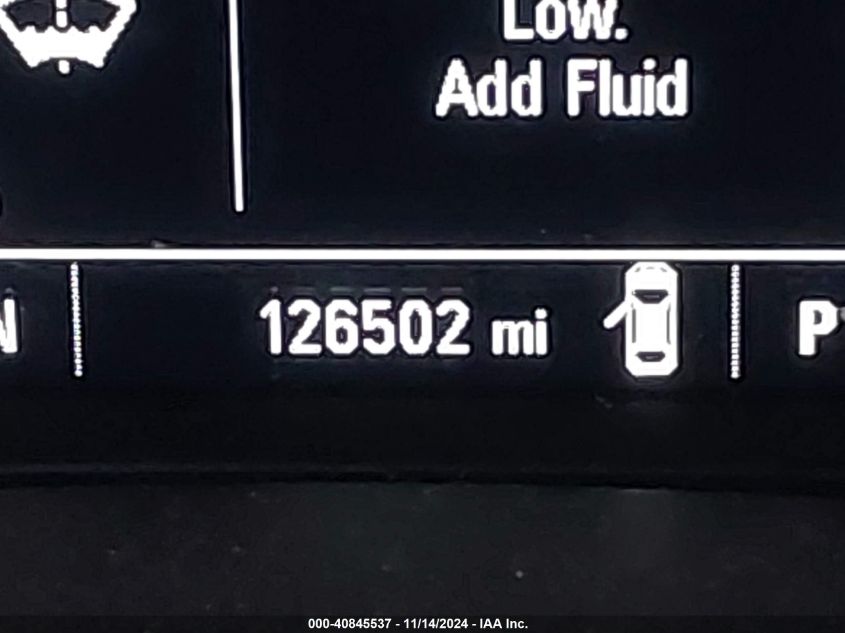 Low.
Add Fluid
N
126502 mi
P
000-40845537 - 11/14/2024 - IAA Inc.